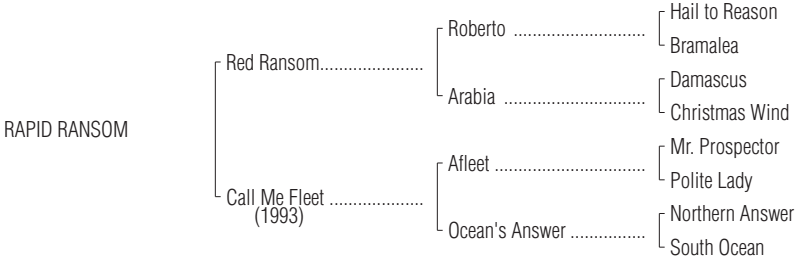 Hail to Reason
Roberto ............................
Bramalea
Red Ransom......................
Damascus
Arabia ..............................
Christmas Wind
RAPID RANSOM
Mr. Prospector
Afleet ................................
Polite Lady
Call Me Fleet ....................
(1993)
Northern Answer
Ocean's Answer ................
South Ocean